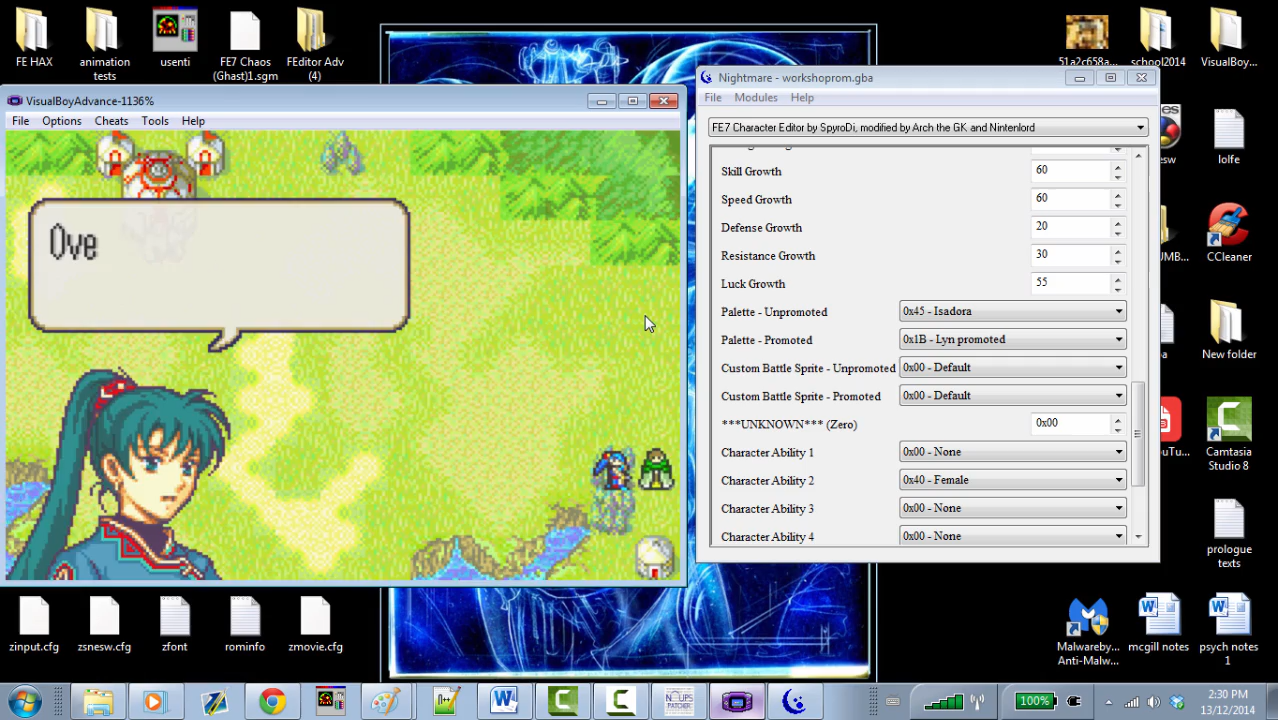 FE HAX
animation
tests
usenti
FE7 Chaos
(Ghast)1.sgm
FEditor Adv
(4)
51a2c658a...
school2014
VisualBoy...
VisualBoyAdvance-1136%
File Options Cheats Tools Help
Ove
Nightmare - workshoprom.gba
File Modules Help
FE7 Character Editor by SpyroDi, modified by Arch the GK and Nintenlord
Skill Growth 60
Speed Growth 60
Defense Growth 20
Resistance Growth 30
Luck Growth 55
Palette - Unpromoted 0x45 - Isadora
Palette - Promoted 0x1B - Lyn promoted
Custom Battle Sprite - Unpromoted 0x00 - Default
Custom Battle Sprite - Promoted 0x00 - Default
***UNKNOWN*** (Zero) 0x00
Character Ability 1 0x00 - None
Character Ability 2 0x40 - Female
Character Ability 3 0x00 - None
Character Ability 4 0x00 - None
esw
lolfe
UMB...
CCleaner
ba
New folder
ouTu...
Camtasia
Studio 8
prologue
texts
Malwareby...
Anti-Malw...
mcgill notes
psych notes
1
zinput.cfg
zsnesw.cfg
zfont
rominfo
zmovie.cfg
NUPS
PATCHER
100%
2:30 PM
13/12/2014